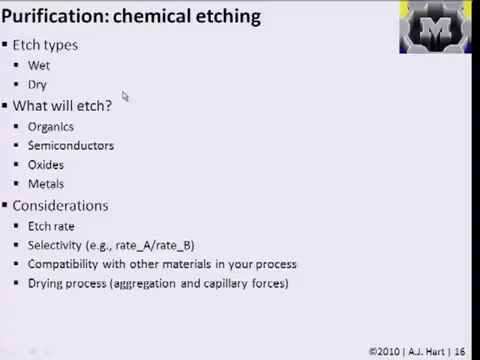 Purification: chemical etching
Etch types
Wet
Dry
What will etch?
Organics
Semiconductors
Oxides
Metals
Considerations
Etch rate
Selectivity (e.g., rate_A/rate_B)
Compatibility with other materials in your process
Drying process (aggregation and capillary forces)
M
©2010 | A.J. Hart | 16